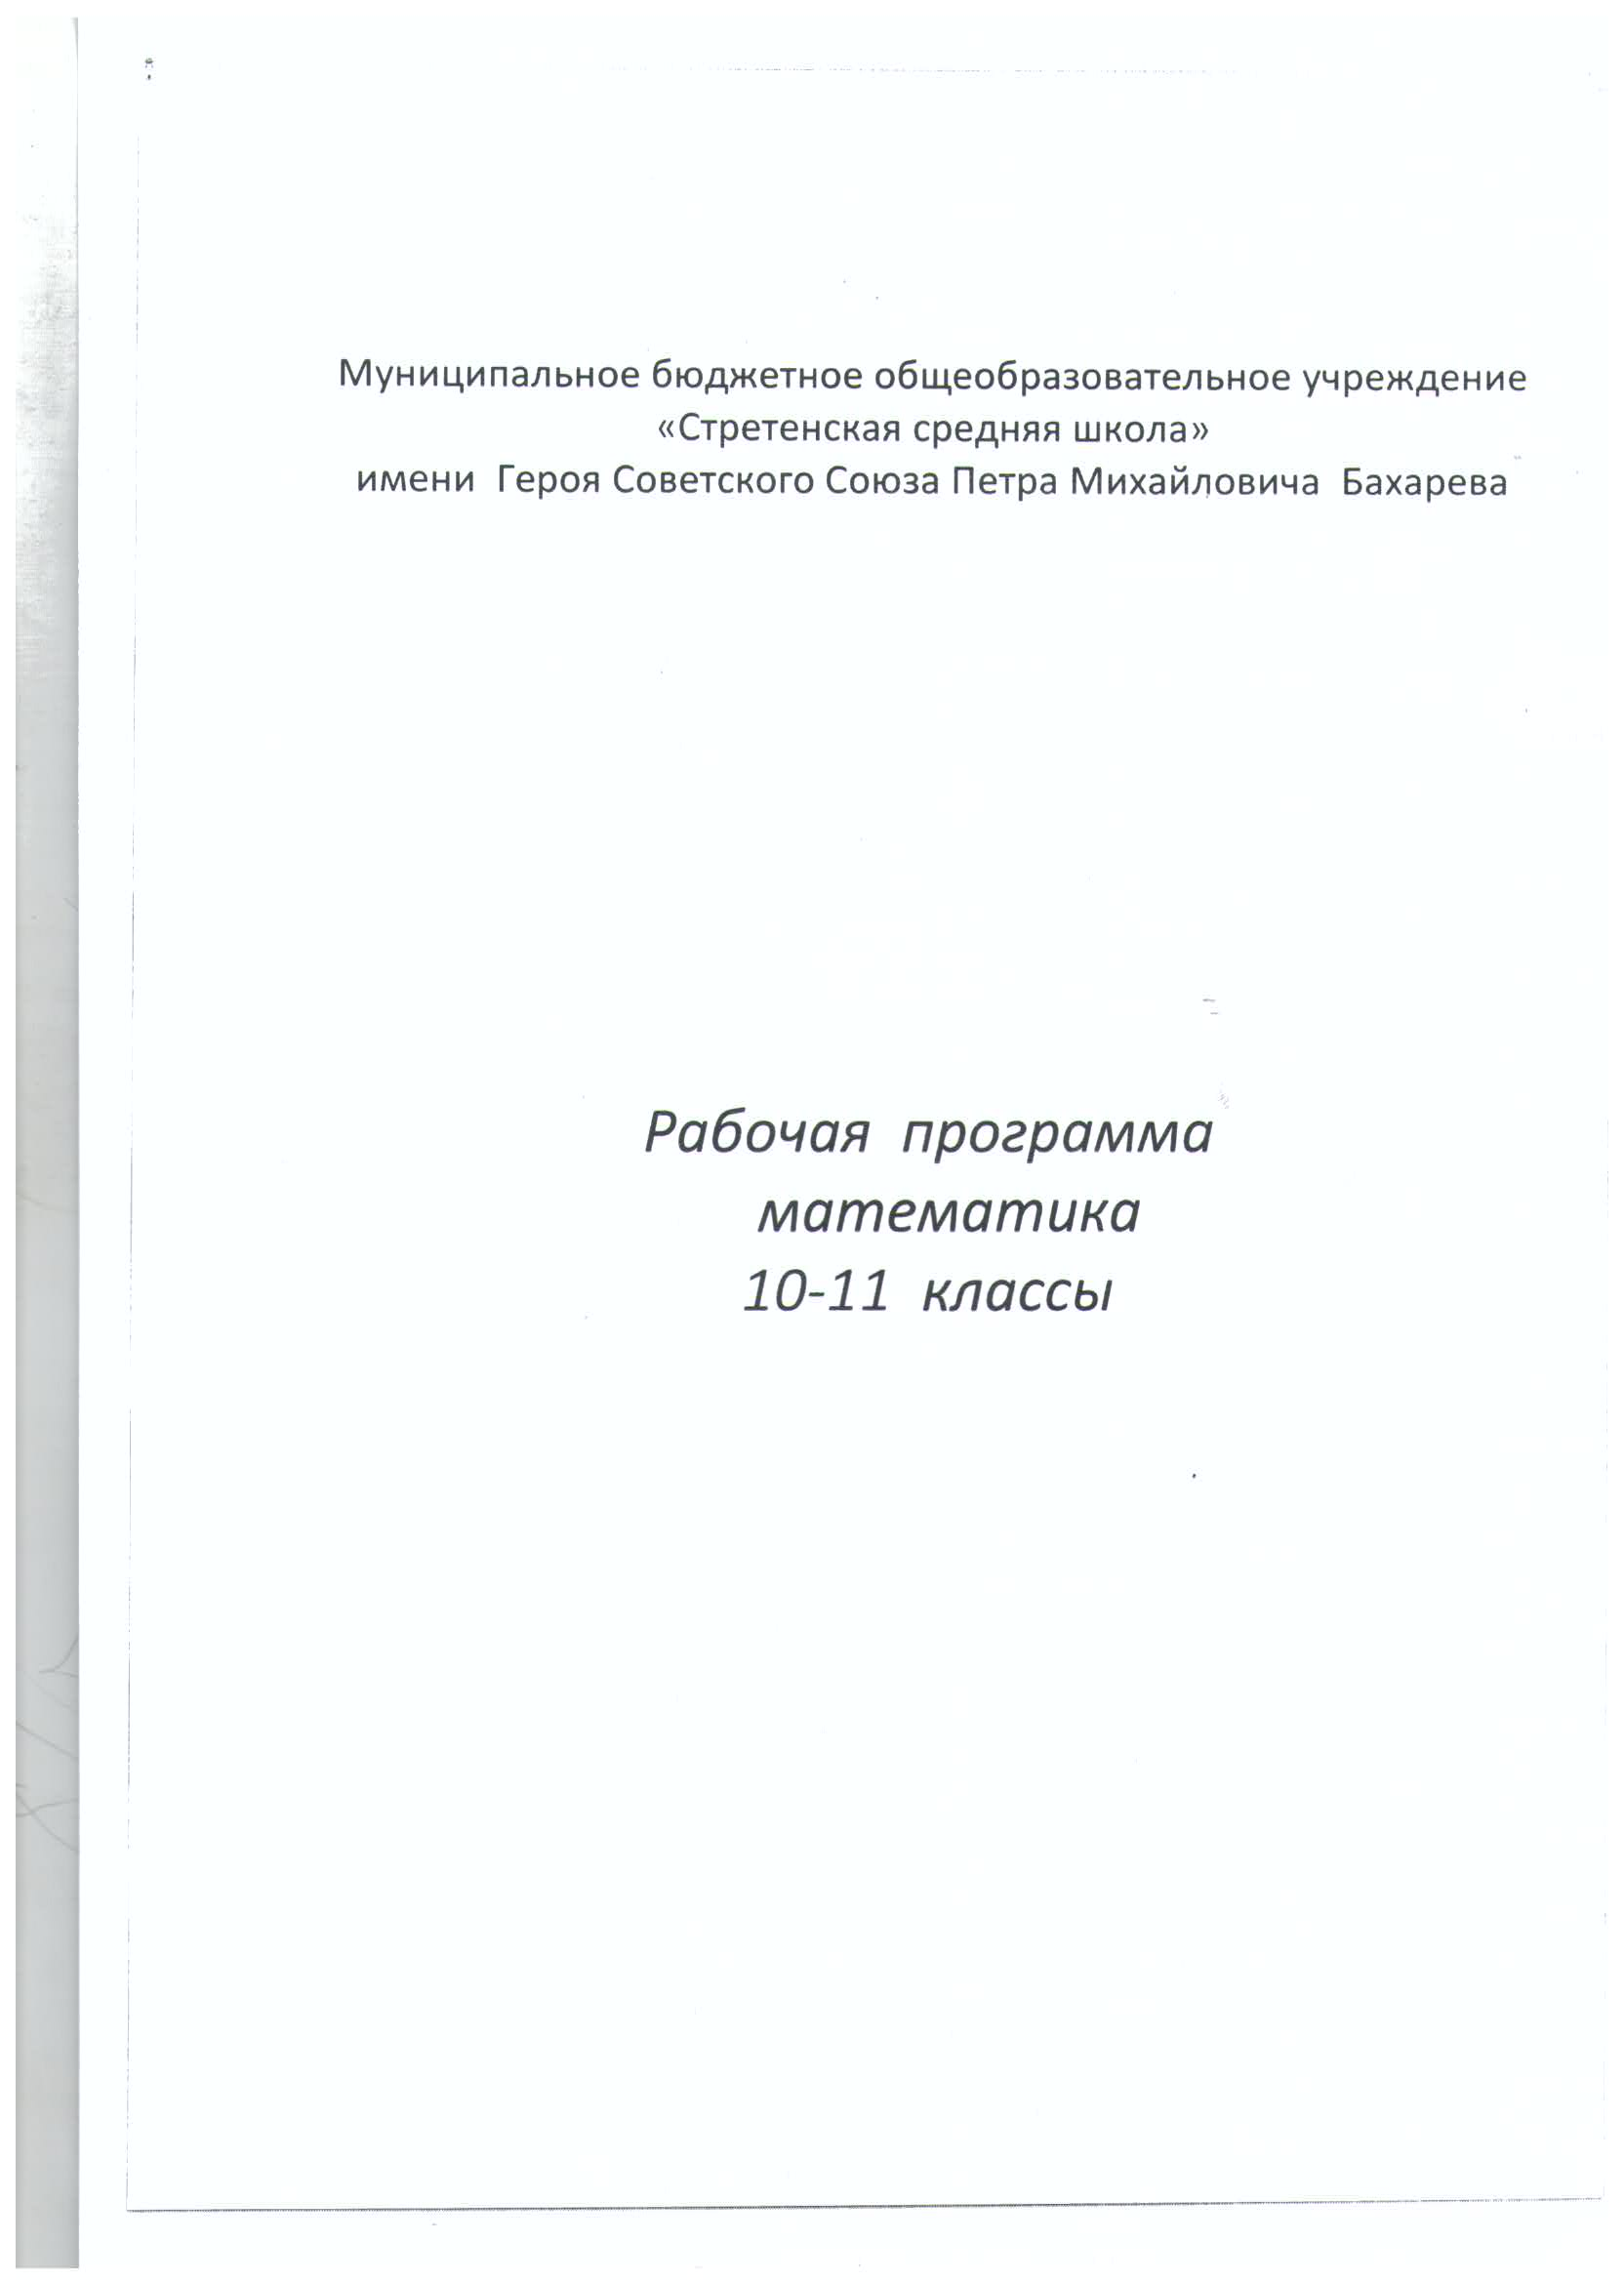 Муниципальное бюджетное общеобразовательное учреждение
«Стретенская средняя школа»
имени Героя Советского Союза Петра Михайловича Бахарева
Рабочая программа
математика
10-11 классы